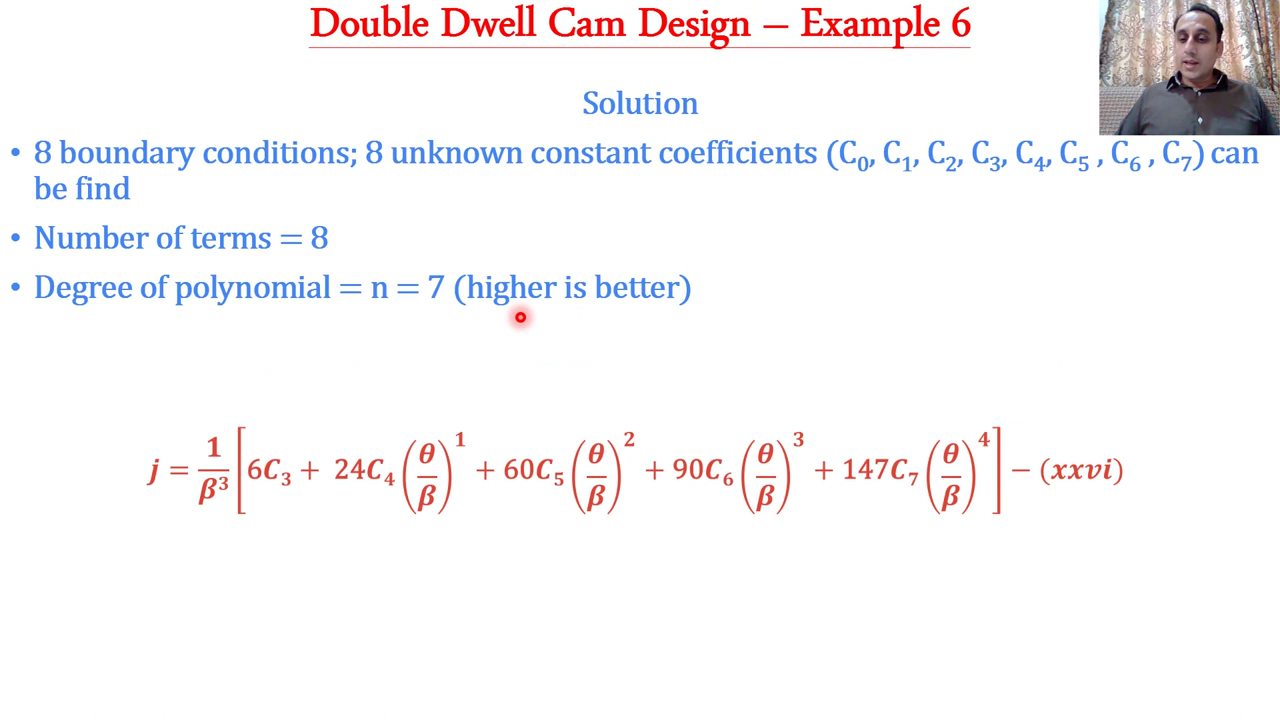 Double Dwell Cam Design – Example 6
Solution
• 8 boundary conditions; 8 unknown constant coefficients (C₀, C₁, C₂, C₃, C₄, C₅ , C₆ , C₇) can
be find
• Number of terms = 8
• Degree of polynomial = n = 7 (higher is better)
j = 1/β³ [6C₃ + 24C₄ (θ/β)¹ + 60C₅ (θ/β)² + 90C₆ (θ/β)³ + 147C₇ (θ/β)⁴] − (xxvi)